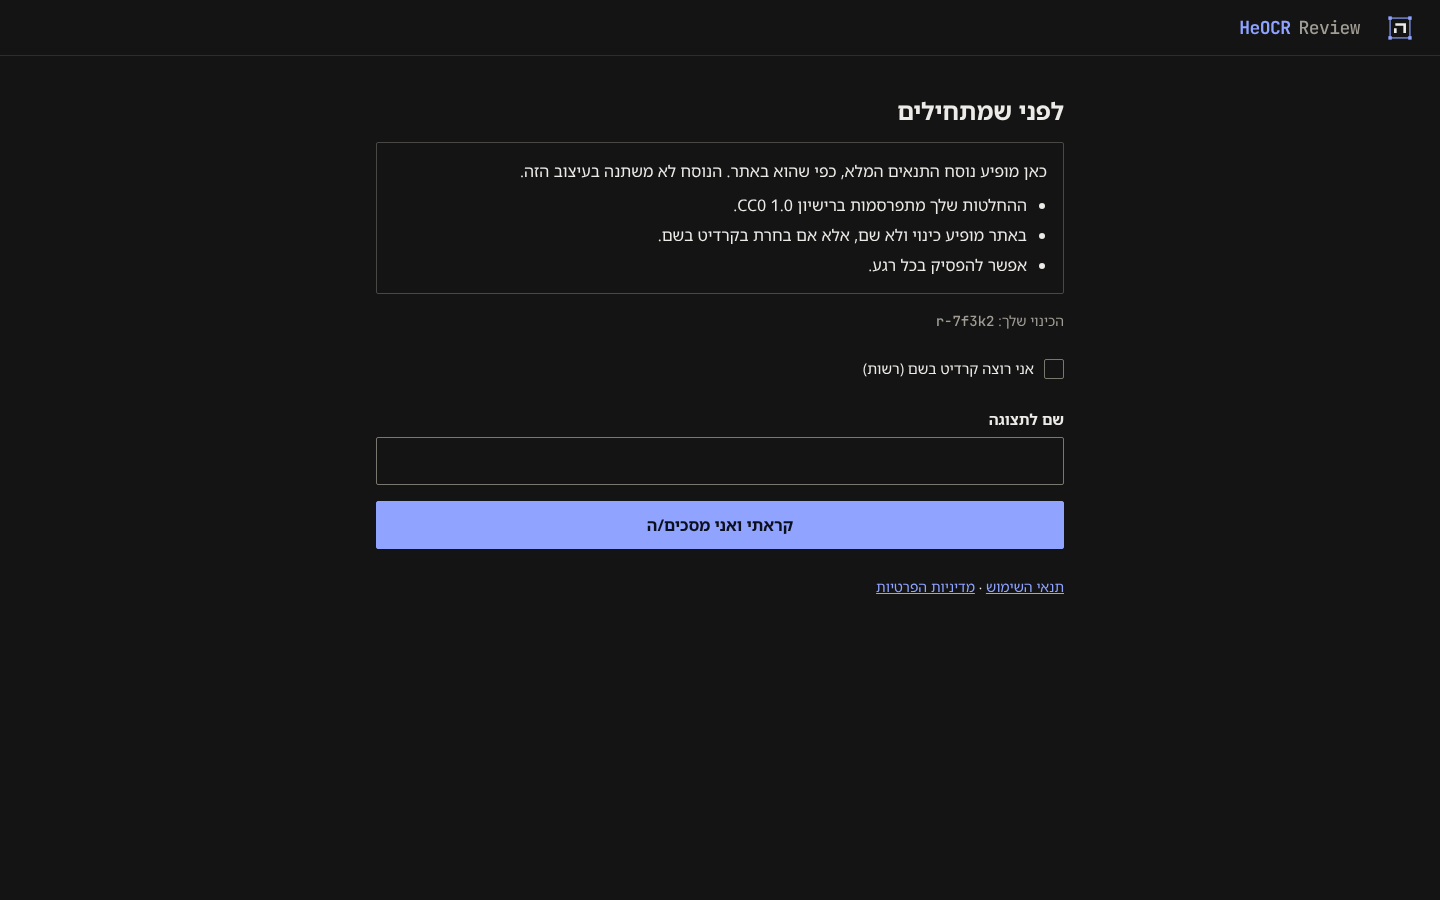 ה HeOCR Review
לפני שמתחילים
כאן מופיע נוסח התנאים המלא, כפי שהוא באתר. הנוסח לא משתנה בעיצוב הזה.
• ההחלטות שלך מתפרסמות ברישיון CC0 1.0.
• באתר מופיע כינוי ולא שם, אלא אם בחרת בקרדיט בשם.
• אפשר להפסיק בכל רגע.
הכינוי שלך: r-7f3k2
אני רוצה קרדיט בשם (רשות)
שם לתצוגה
קראתי ואני מסכים/ה
תנאי השימוש · מדיניות הפרטיות